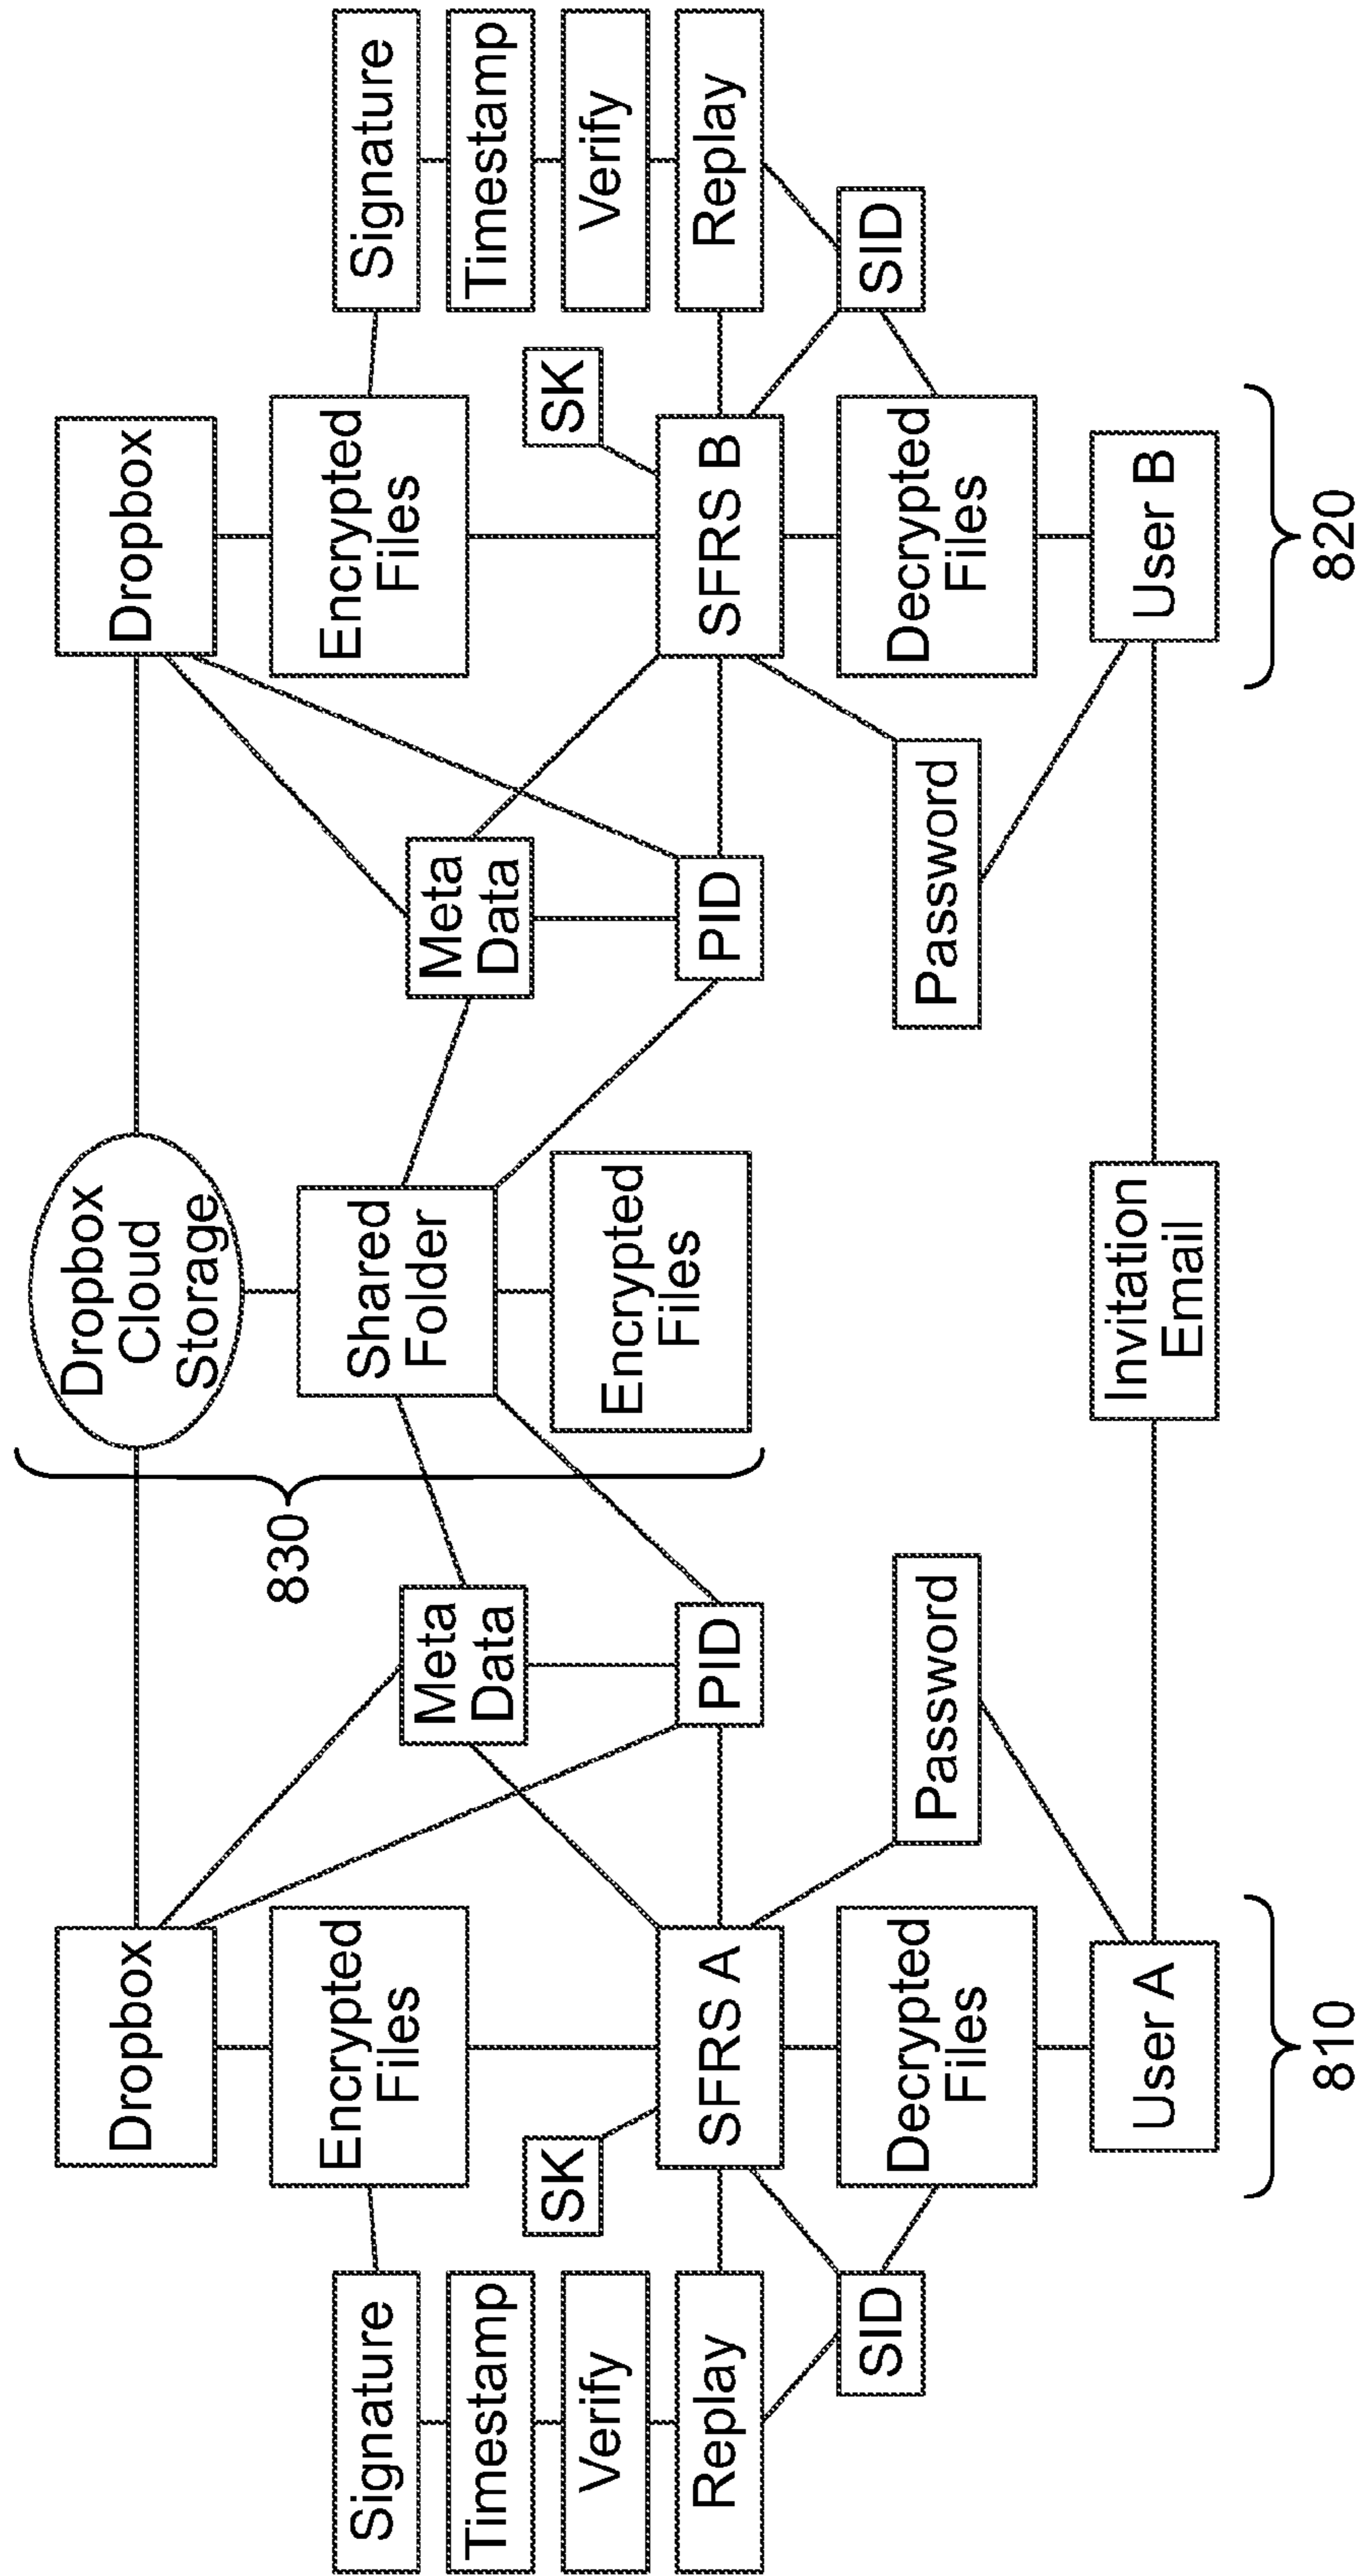 Dropbox
Dropbox
Cloud
Storage
Dropbox
830
Signature
Encrypted
Files
Shared
Folder
Encrypted
Files
Signature
Timestamp
Meta
Data
Meta
Data
Timestamp
Verify
SK
Encrypted
Files
SK
Verify
Replay
SFRS A
PID
PID
SFRS B
Replay
SID
Decrypted
Files
Password
Password
Decrypted
Files
SID
User A
Invitation
Email
User B
810
820